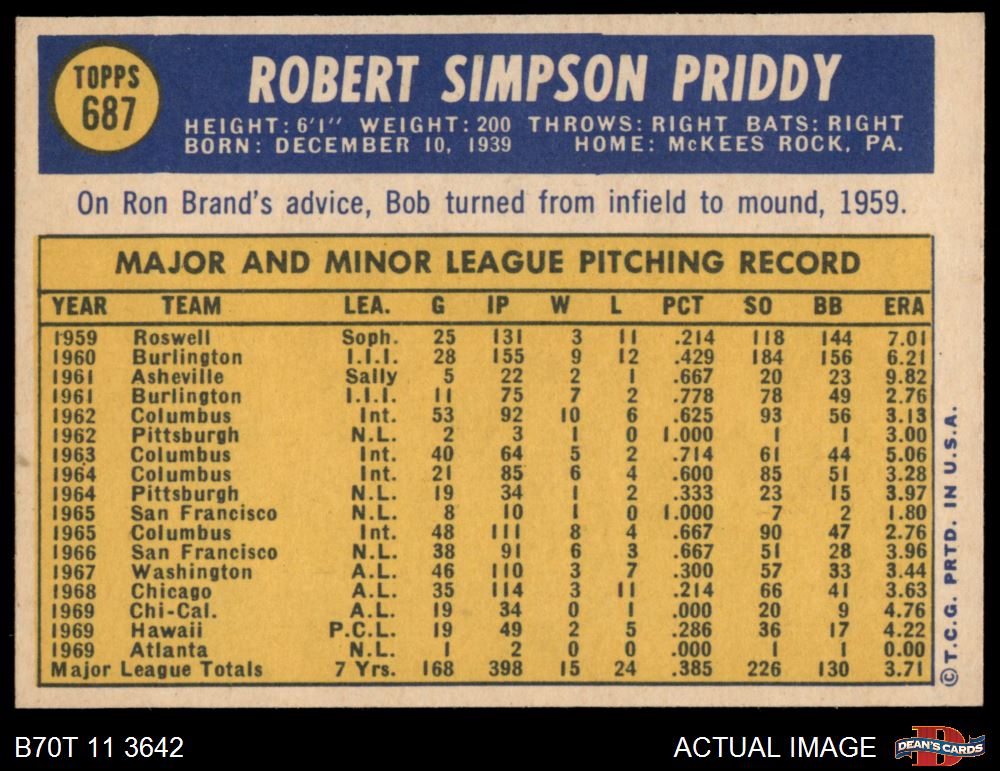 TOPPS
687
ROBERT SIMPSON PRIDDY
HEIGHT: 6'1" WEIGHT: 200 THROWS: RIGHT BATS: RIGHT
BORN: DECEMBER 10, 1939 HOME: McKEES ROCK, PA.
On Ron Brand's advice, Bob turned from infield to mound, 1959.
MAJOR AND MINOR LEAGUE PITCHING RECORD
YEAR TEAM LEA. G IP W L PCT SO BB ERA
1959 Roswell Soph. 25 131 3 11 .214 118 144 7.01
1960 Burlington I.I.I. 28 155 9 12 .429 184 156 6.21
1961 Asheville Sally 5 22 2 1 .667 20 23 9.82
1961 Burlington I.I.I. 11 75 7 2 .778 78 49 2.76
1962 Columbus Int. 53 92 10 6 .625 93 56 3.13
1962 Pittsburgh N.L. 2 3 1 0 1.000 1 1 3.00
1963 Columbus Int. 40 64 5 2 .714 61 44 5.06
1964 Columbus Int. 21 85 6 4 .600 85 51 3.28
1964 Pittsburgh N.L. 19 34 1 2 .333 23 15 3.97
1965 San Francisco N.L. 8 10 1 0 1.000 7 2 1.80
1965 Columbus Int. 48 111 8 4 .667 90 47 2.76
1966 San Francisco N.L. 38 91 6 3 .667 51 28 3.96
1967 Washington A.L. 46 110 3 7 .300 57 33 3.44
1968 Chicago A.L. 35 114 3 11 .214 66 41 3.63
1969 Chi-Cal. A.L. 19 34 0 1 .000 20 9 4.76
1969 Hawaii P.C.L. 19 49 2 5 .286 36 17 4.22
1969 Atlanta N.L. 1 2 0 0 .000 1 1 0.00
Major League Totals 7 Yrs. 168 398 15 24 .385 226 130 3.71
©T.C.G. PRTD. IN U.S.A.
B70T 11 3642
ACTUAL IMAGE
D
DEAN'S CARDS